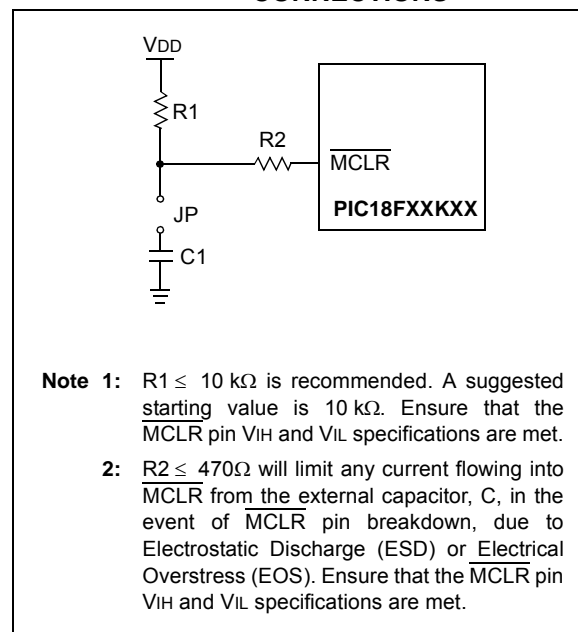 VDD
R1
R2
MCLR
PIC18FXXKXX
JP
C1
Note 1: R1 ≤ 10 kΩ is recommended. A suggested
starting value is 10 kΩ. Ensure that the
MCLR pin VIH and VIL specifications are met.
2: R2 ≤ 470Ω will limit any current flowing into
MCLR from the external capacitor, C, in the
event of MCLR pin breakdown, due to
Electrostatic Discharge (ESD) or Electrical
Overstress (EOS). Ensure that the MCLR pin
VIH and VIL specifications are met.